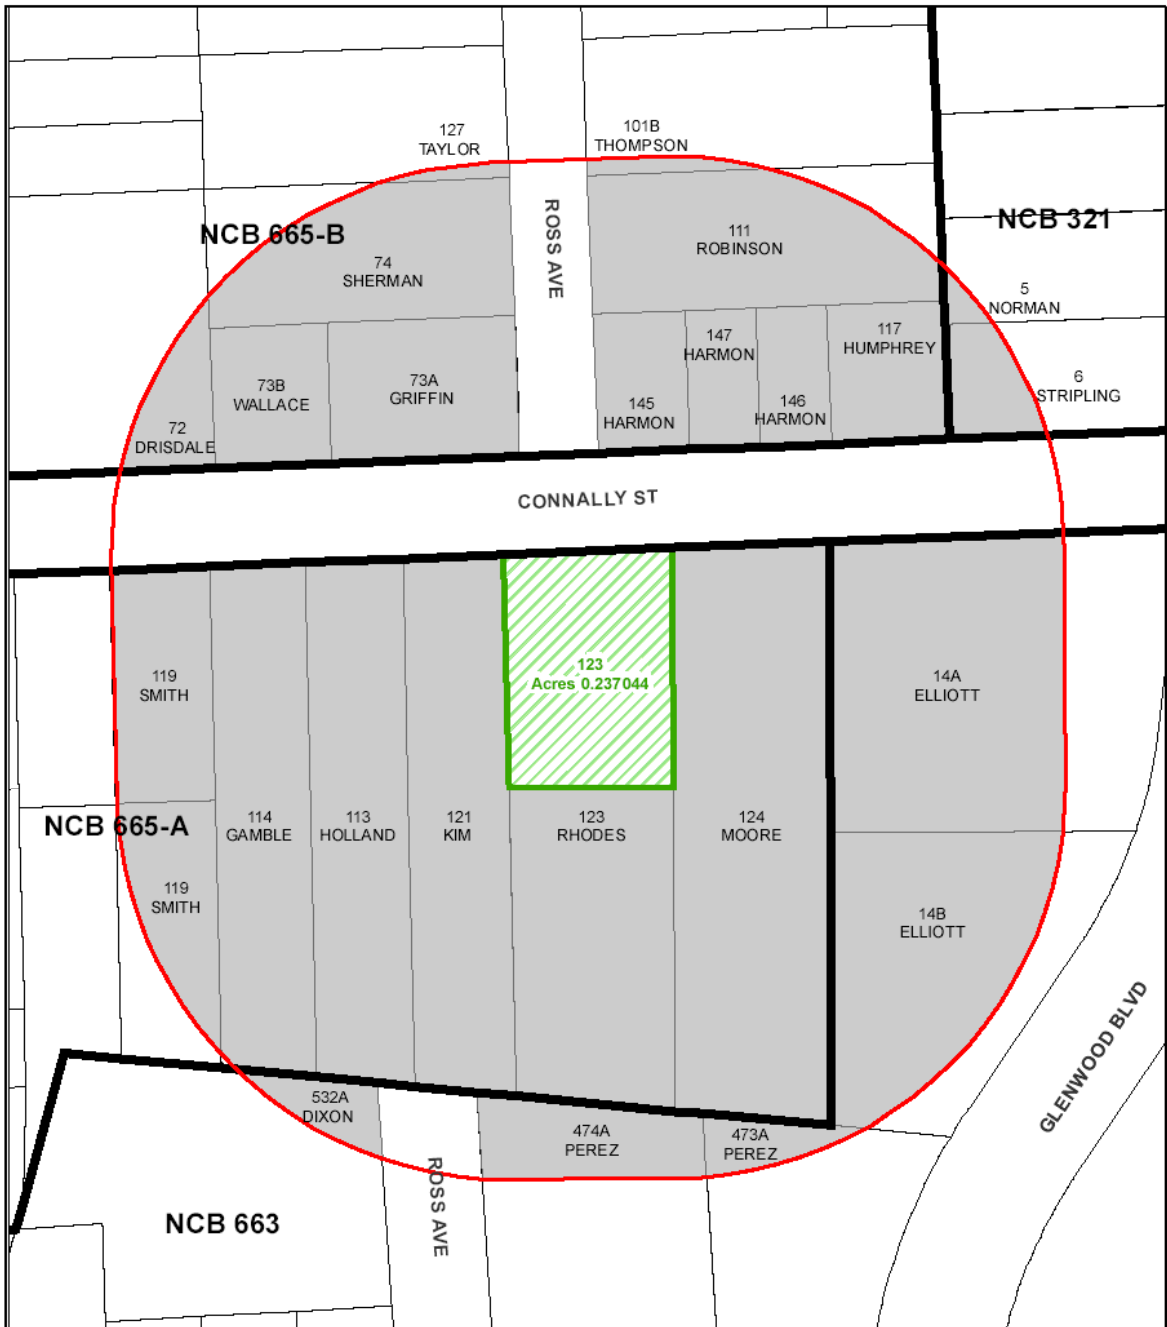 127
TAYLOR
101B
THOMPSON
NCB 665-B
ROSS AVE
111
ROBINSON
NCB 321
74
SHERMAN
5
NORMAN
147
HARMON
117
HUMPHREY
73B
WALLACE
73A
GRIFFIN
6
STRIPLING
145
HARMON
146
HARMON
72
DRISDALE
CONNALLY ST
119
SMITH
123
Acres 0.237044
14A
ELLIOTT
NCB 665-A
114
GAMBLE
113
HOLLAND
121
KIM
123
RHODES
124
MOORE
119
SMITH
14B
ELLIOTT
GLENWOOD BLVD
532A
DIXON
474A
PEREZ
473A
PEREZ
ROSS AVE
NCB 663